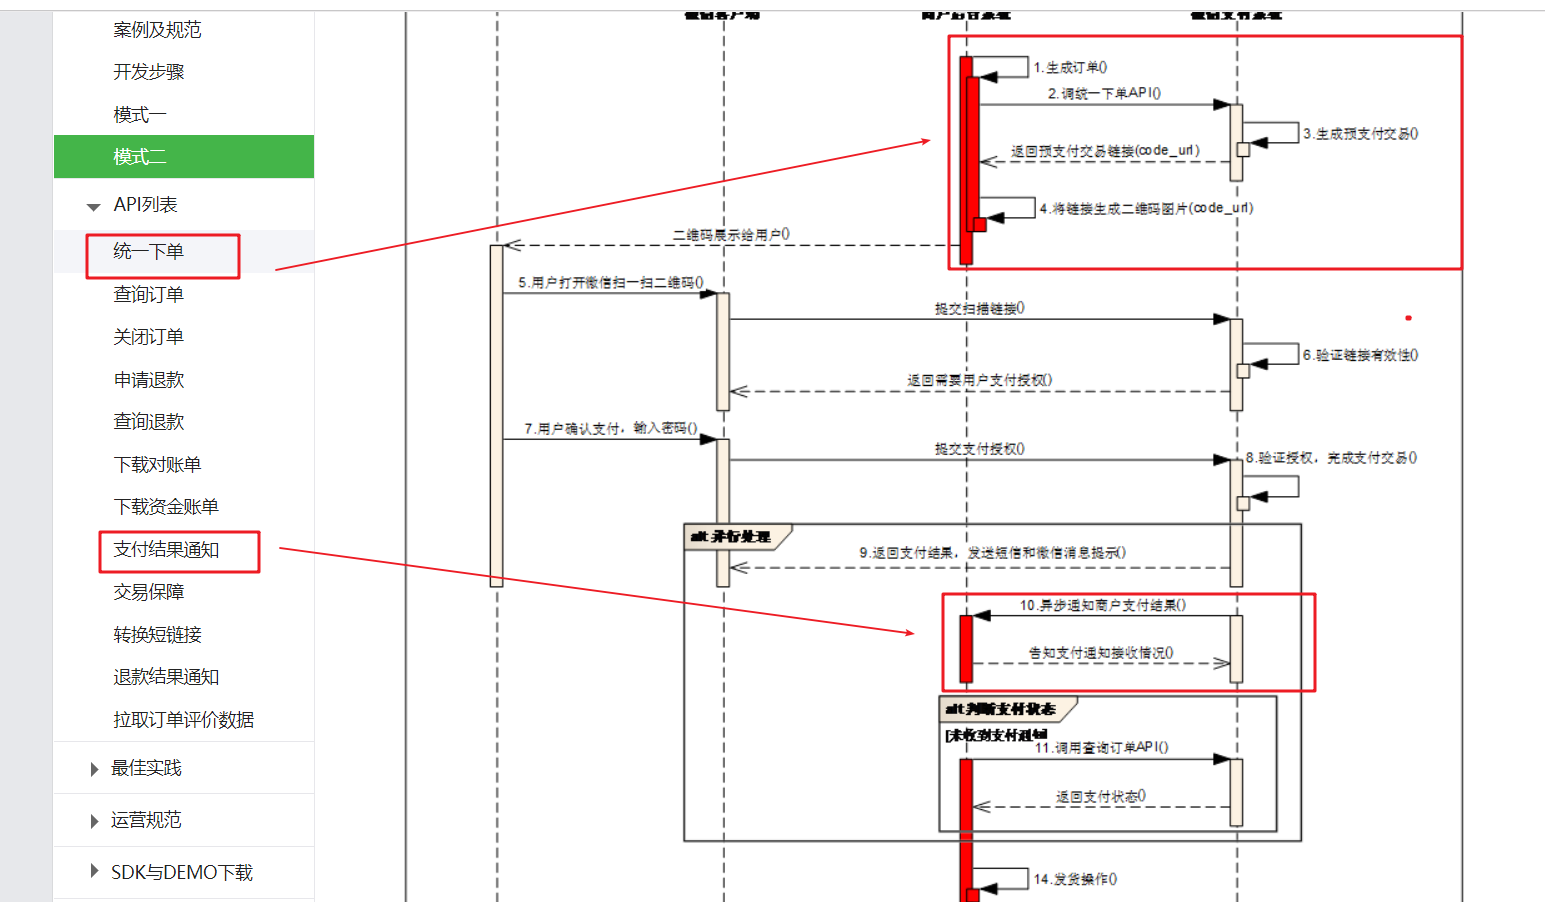 案例及规范
开发步骤
模式一
模式二
API列表
统一下单
查询订单
关闭订单
申请退款
查询退款
下载对账单
下载资金账单
支付结果通知
交易保障
转换短链接
退款结果通知
拉取订单评价数据
最佳实践
运营规范
SDK与DEMO下载
1.生成订单()
2.调统一下单API()
3.生成预支付交易()
返回预支付交易链接(code_url)
4.将链接生成二维码图片(code_url)
二维码展示给用户()
5.用户打开微信扫一扫二维码()
提交扫描链接()
6.验证链接有效性()
返回需要用户支付授权()
7.用户确认支付，输入密码()
提交支付授权()
8.验证授权，完成支付交易()
alt 并行处理
9.返回支付结果，发送短信和微信消息提示()
10.异步通知商户支付结果()
告知支付通知接收情况()
alt 判断支付状态
[未收到支付通知]
11.调用查询订单API()
返回支付状态()
14.发货操作()